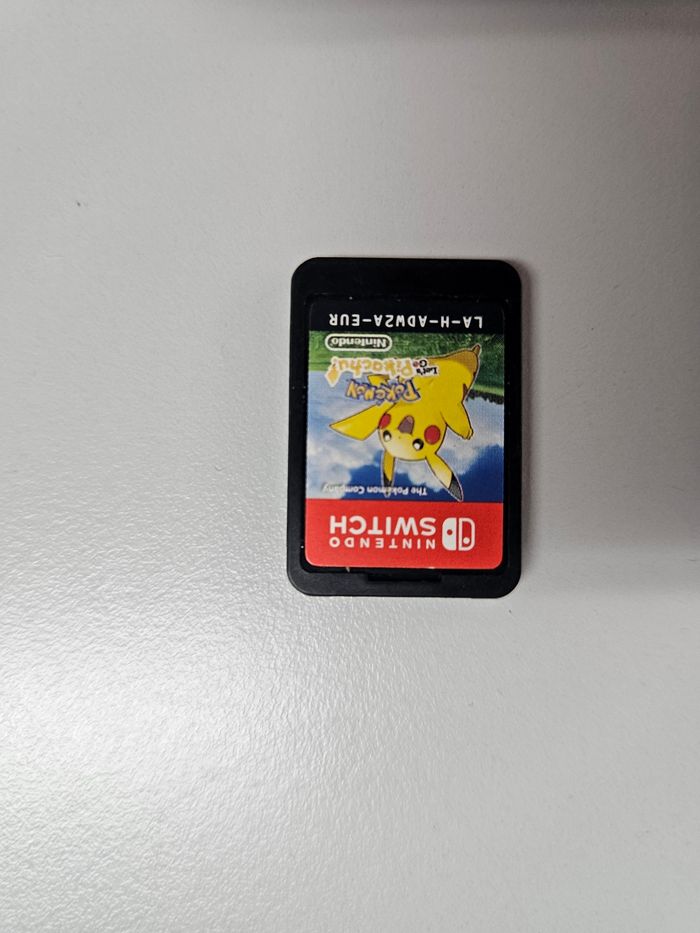 NINTENDO
SWITCH
The Pokémon Company
POKÉMON
Let's
Go
Pikachu!
Nintendo
LA-H-ADW2A-EUR